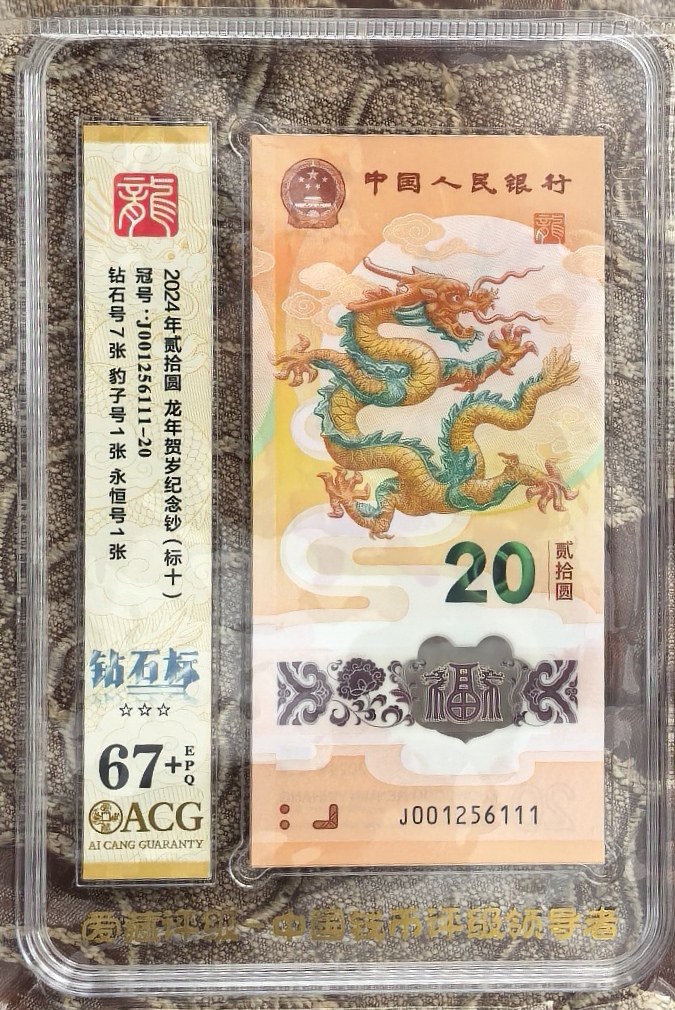 龍
2024年贰拾圆 龙年贺岁纪念钞(标十)
冠号:J001256111-20
钻石号7张 豹子号1张 永恒号1张
钻石标
☆☆☆
67+EPQ
ACG
AI CANG GUARANTY
中国人民银行
龍
20
贰拾圆
福
J001256111
爱藏评级-中国钱币评级领导者